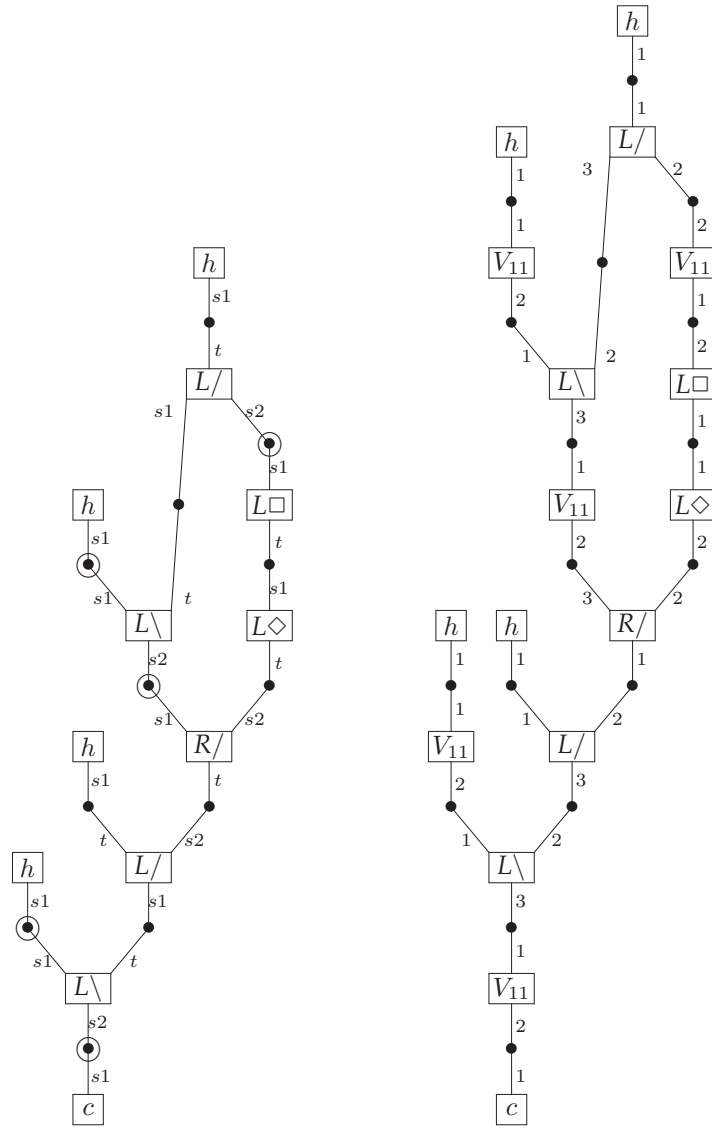 h
s1
t
L/
s1 s2
s1
h L□
s1 t
s1 t s1
L\ L◇
s2 t
s1 s2
h R/
s1 t
t s2
h L/
s1 s1
s1 t
L\
s2
s1
c
h
1
1
h L/
1 3 2
1 2
V₁₁ V₁₁
2 1
1 2 2
L\ L□
3 1
1 1
V₁₁ L◇
2 2
3 2
h h R/
1 1 1
1 1 2
V₁₁ L/
2 3
1 2
L\
3
1
V₁₁
2
1
c